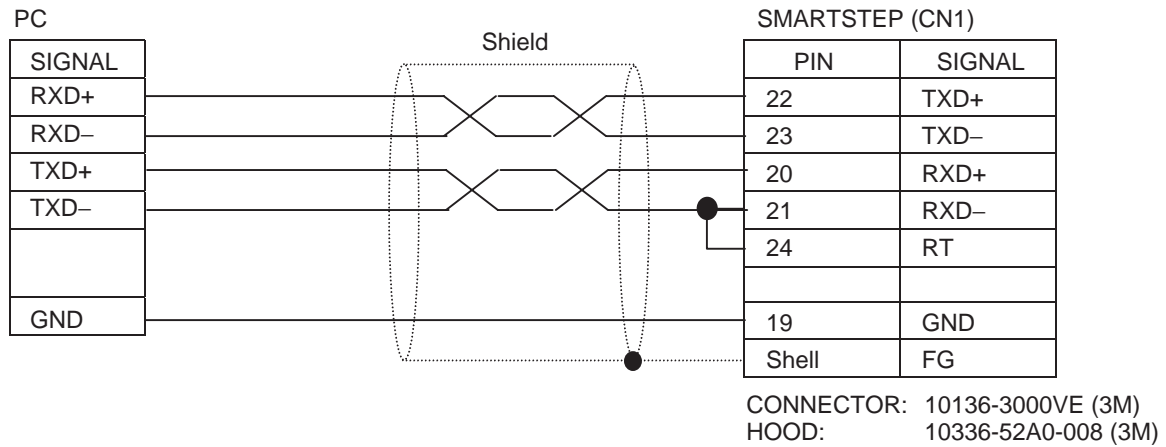 PC
SMARTSTEP (CN1)
Shield
SIGNAL
PIN SIGNAL
RXD+
22 TXD+
RXD−
23 TXD−
TXD+
20 RXD+
TXD−
21 RXD−
24 RT
GND
19 GND
Shell FG
CONNECTOR: 10136-3000VE (3M)
HOOD: 10336-52A0-008 (3M)